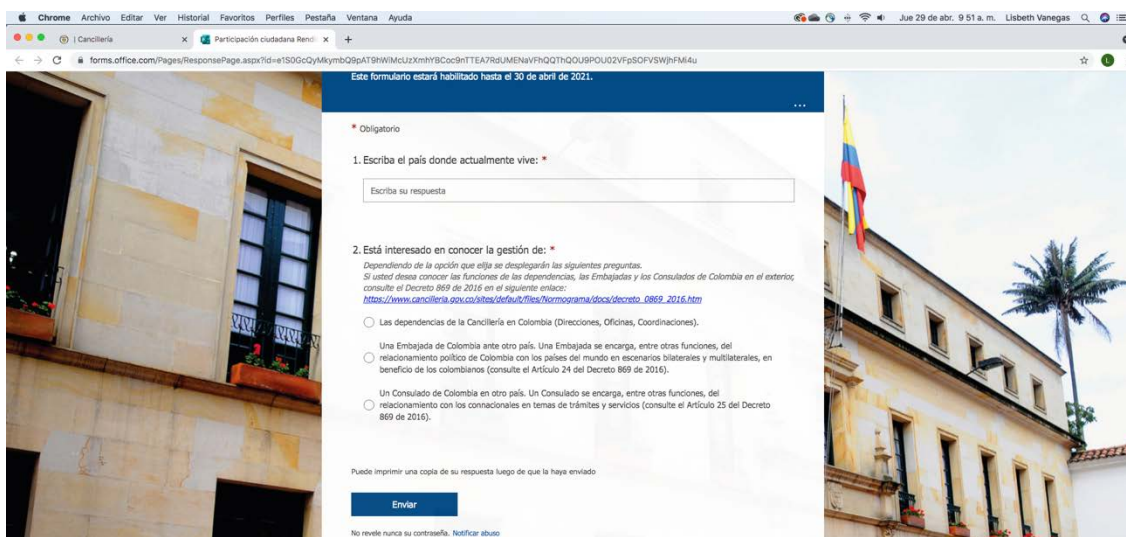 Chrome Archivo Editar Ver Historial Favoritos Perfiles Pestaña Ventana Ayuda
Jue 29 de abr. 9 51 a. m. Lisbeth Vanegas
| Cancillería
Participación ciudadana Rendi
forms.office.com/Pages/ResponsePage.aspx?id=
Este formulario estará habilitado hasta el 30 de abril de 2021.
* Obligatorio
1. Escriba el país donde actualmente vive: *
Escriba su respuesta
2. Está interesado en conocer la gestión de: *
Dependiendo de la opción que elija se desplegarán las siguientes preguntas.
Si usted desea conocer las funciones de las dependencias, las Embajadas y los Consulados de Colombia en el exterior,
consulte el Decreto 869 de 2016 en el siguiente enlace:
https://www.cancilleria.gov.co/sites/default/files/Normograma/docs/decreto_0869_2016.htm
Las dependencias de la Cancillería en Colombia (Direcciones, Oficinas, Coordinaciones).
Una Embajada de Colombia ante otro país. Una Embajada se encarga, entre otras funciones, del
relacionamiento político de Colombia con los países del mundo en escenarios bilaterales y multilaterales, en
beneficio de los colombianos (consulte el Artículo 24 del Decreto 869 de 2016).
Un Consulado de Colombia en otro país. Un Consulado se encarga, entre otras funciones, del
relacionamiento con los connacionales en temas de trámites y servicios (consulte el Artículo 25 del Decreto
869 de 2016).
Puede imprimir una copia de su respuesta luego de que la haya enviado
Enviar
No revele nunca su contraseña. Notificar abuso